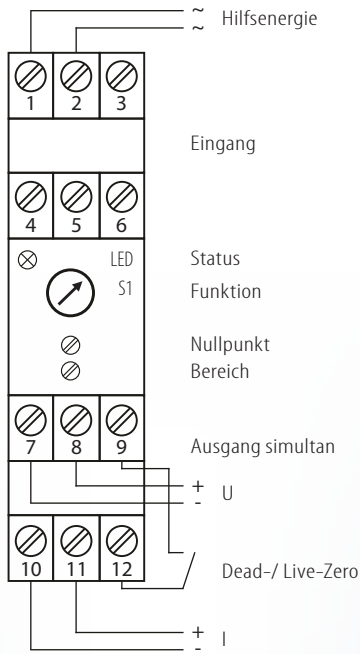 ~ Hilfsenergie
~
1 2 3
Eingang
4 5 6
LED Status
S1 Funktion
Nullpunkt
Bereich
7 8 9 Ausgang simultan
+ U
-
10 11 12 Dead-/ Live-Zero
+ I
-